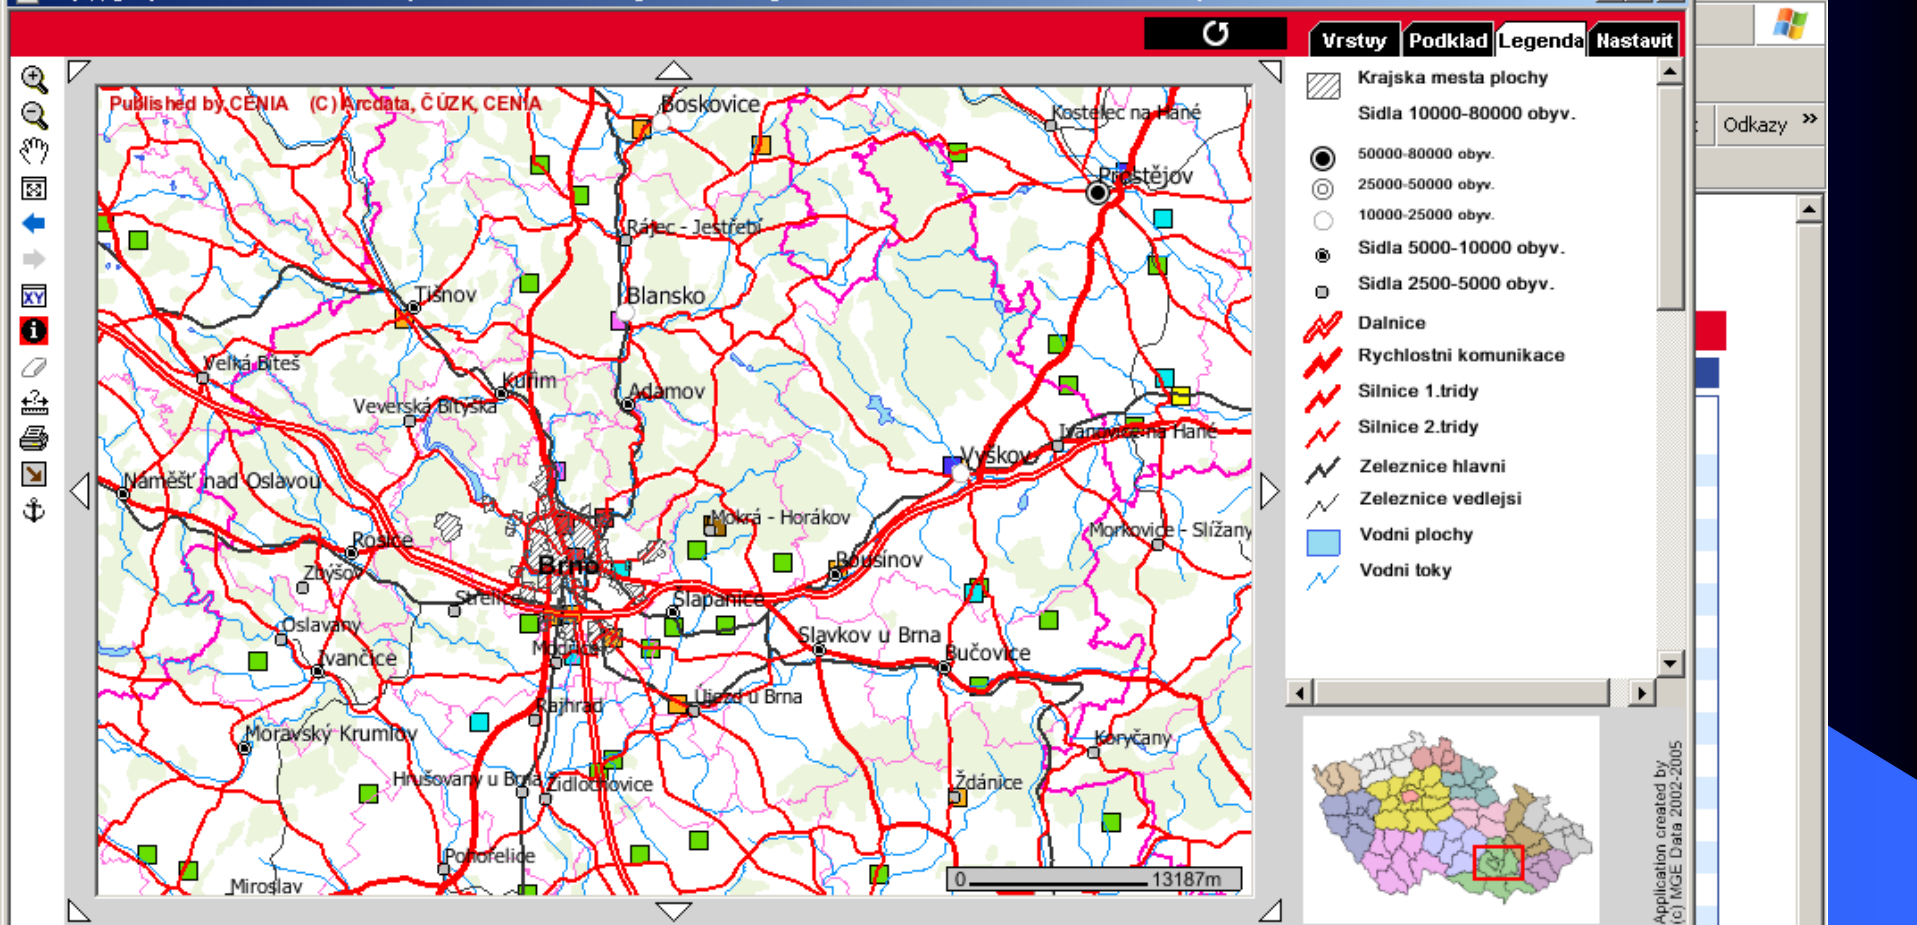 Vrstvy Podklad Legenda Nastavit
Published by CENIA (C) Arcdata, ČÚZK, CENIA
Boskovice
Kostelec na Hané
Prostějov
Rájec - Jestřebí
Tišnov
Blansko
Velká Bíteš
Kuřim
Adamov
Veverská Bítýška
Ivanovice na Hané
Vyškov
Náměšť nad Oslavou
Mokrá - Horákov
Morkovice - Slížany
Rosice
Brno
Rousínov
Zbýšov
Střelice
Šlapanice
Oslavany
Slavkov u Brna
Ivančice
Modřice
Bučovice
Újezd u Brna
Rajhrad
Moravský Krumlov
Koryčany
Hrušovany u Brna
Židlochovice
Ždánice
Pohořelice
Miroslav
0 13187m
XY
Krajska mesta plochy
Sidla 10000-80000 obyv.
50000-80000 obyv.
25000-50000 obyv.
10000-25000 obyv.
Sidla 5000-10000 obyv.
Sidla 2500-5000 obyv.
Dalnice
Rychlostni komunikace
Silnice 1.tridy
Silnice 2.tridy
Zeleznice hlavni
Zeleznice vedlejsi
Vodni plochy
Vodni toky
Application created by
(c) MGE Data 2002-2005
Odkazy »